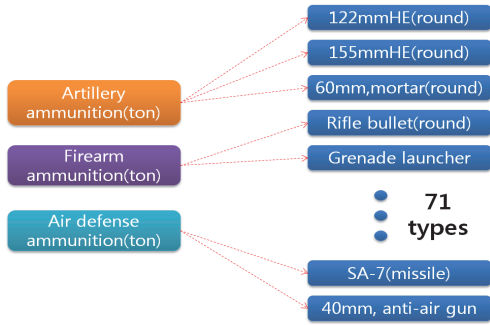 122mmHE(round)
155mmHE(round)
Artillery
ammunition(ton)
60mm,mortar(round)
Rifle bullet(round)
Firearm
ammunition(ton)
Grenade launcher
71
types
Air defense
ammunition(ton)
SA-7(missile)
40mm, anti-air gun